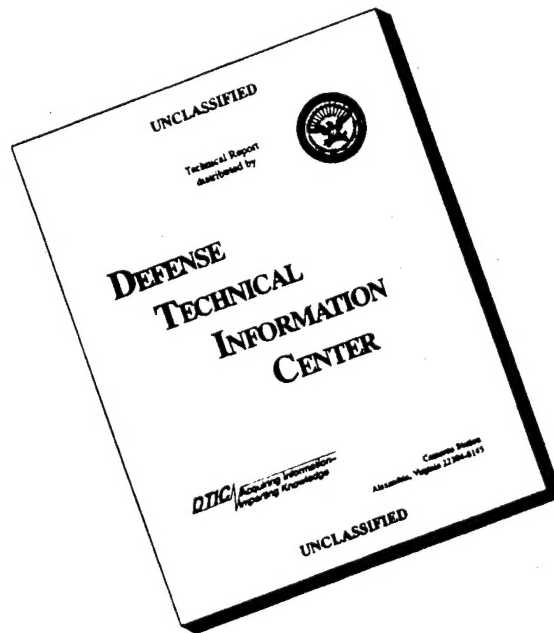 UNCLASSIFIED
Technical Report
distributed by
DEFENSE
TECHNICAL
INFORMATION
CENTER
DTIC
Acquiring Information-
Imparting Knowledge
Cameron Station
Alexandria, Virginia 22304-6145
UNCLASSIFIED